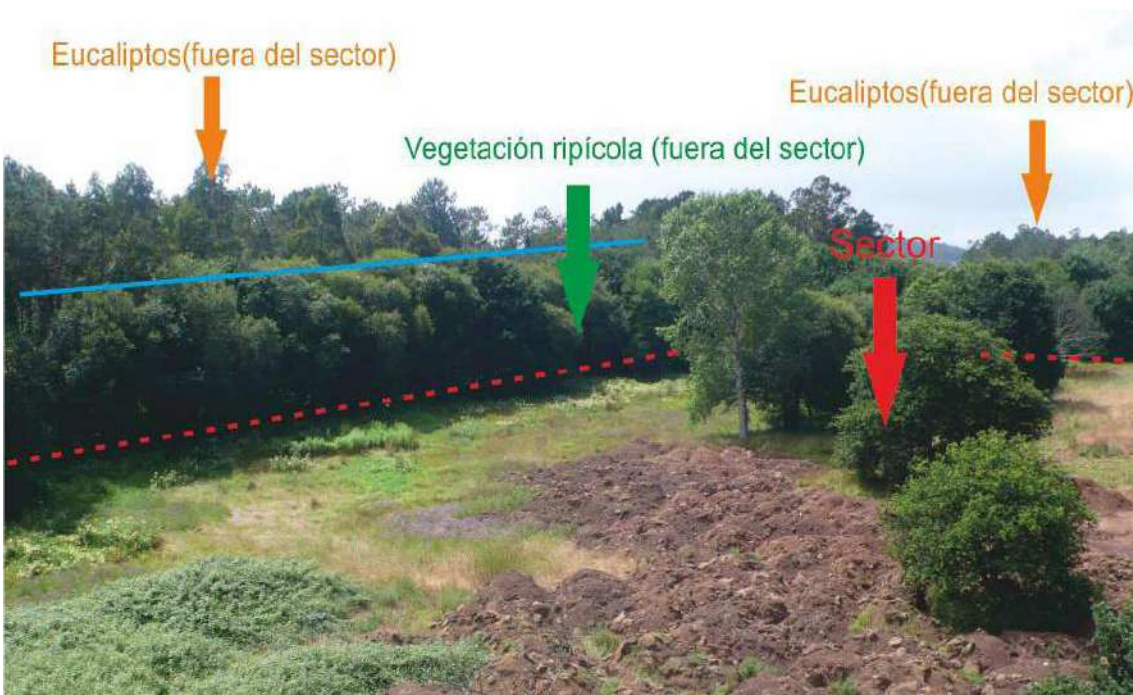 Eucaliptos(fuera del sector)
Eucaliptos(fuera del sector)
Vegetación ripícola (fuera del sector)
Sector